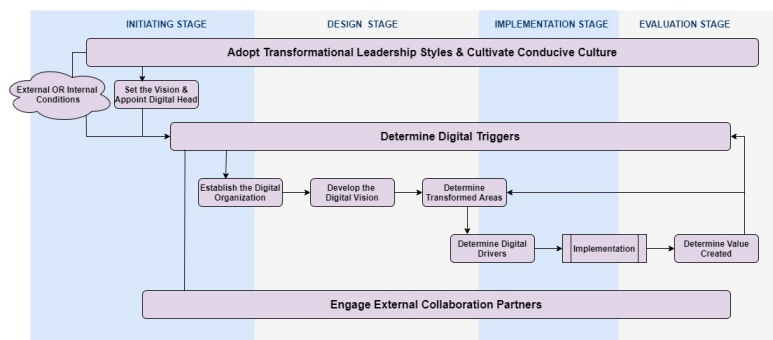 INITIATING STAGE
DESIGN STAGE
IMPLEMENTATION STAGE
EVALUATION STAGE
Adopt Transformational Leadership Styles & Cultivate Conducive Culture
External OR Internal
Conditions
Set the Vision &
Appoint Digital Head
Determine Digital Triggers
Establish the Digital
Organization
Develop the
Digital Vision
Determine
Transformed Areas
Determine Digital
Drivers
Implementation
Determine Value
Created
Engage External Collaboration Partners